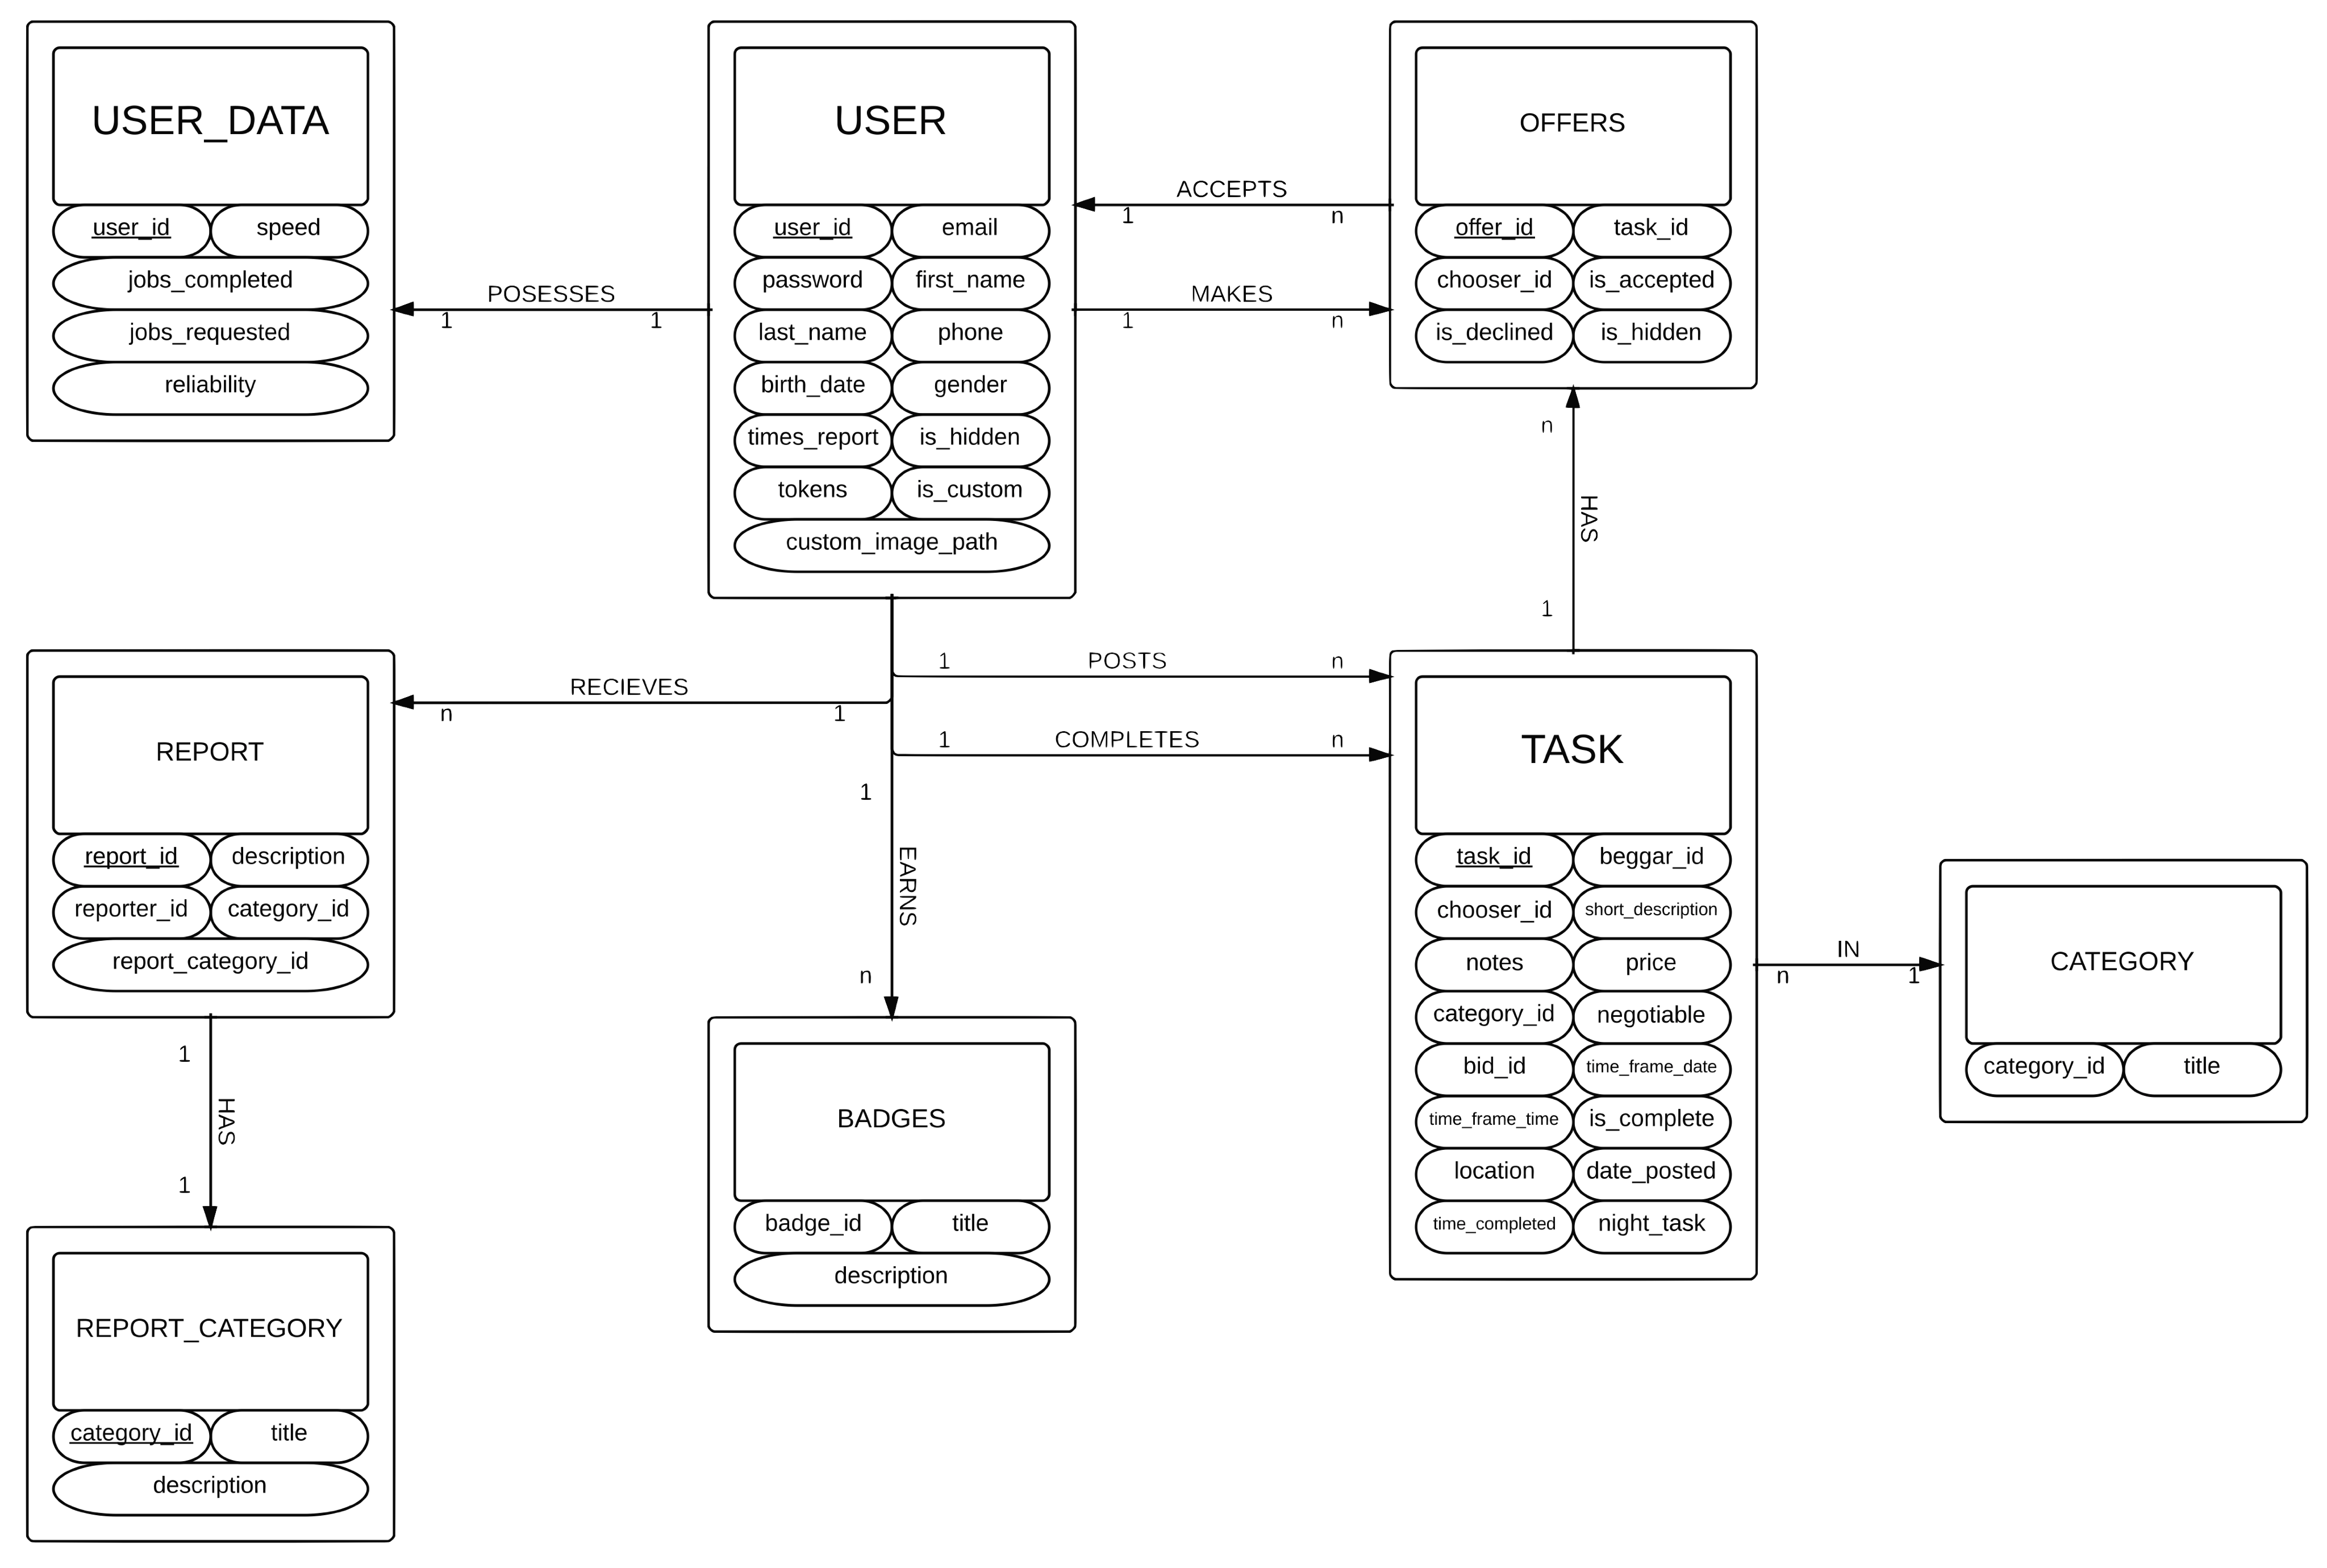 USER_DATA
user_id speed
jobs_completed
jobs_requested
reliability
POSESSES
1 1
USER
user_id email
password first_name
last_name phone
birth_date gender
times_report is_hidden
tokens is_custom
custom_image_path
ACCEPTS
1 n
MAKES
1 n
OFFERS
offer_id task_id
chooser_id is_accepted
is_declined is_hidden
n
HAS
1
1 POSTS n
RECIEVES
n 1
1 COMPLETES n
1
EARNS
n
REPORT
report_id description
reporter_id category_id
report_category_id
1
HAS
1
REPORT_CATEGORY
category_id title
description
BADGES
badge_id title
description
TASK
task_id beggar_id
chooser_id short_description
notes price
category_id negotiable
bid_id time_frame_date
time_frame_time is_complete
location date_posted
time_completed night_task
IN
n 1
CATEGORY
category_id title